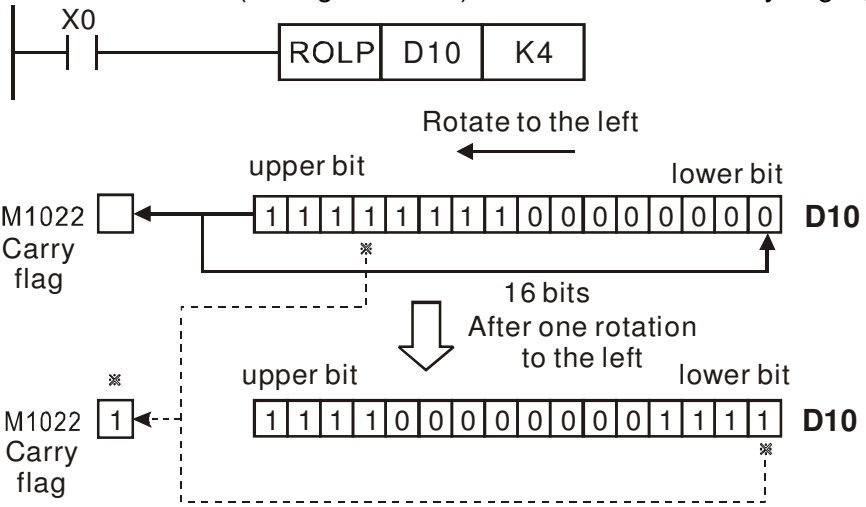 X0
ROLP D10 K4
Rotate to the left
upper bit lower bit
M1022 1 1 1 1 1 1 1 1 0 0 0 0 0 0 0 0 D10
Carry
flag
※
16 bits
After one rotation
to the left
※ upper bit lower bit
M1022 1 1 1 1 1 0 0 0 0 0 0 0 0 1 1 1 1 D10
Carry
flag
※